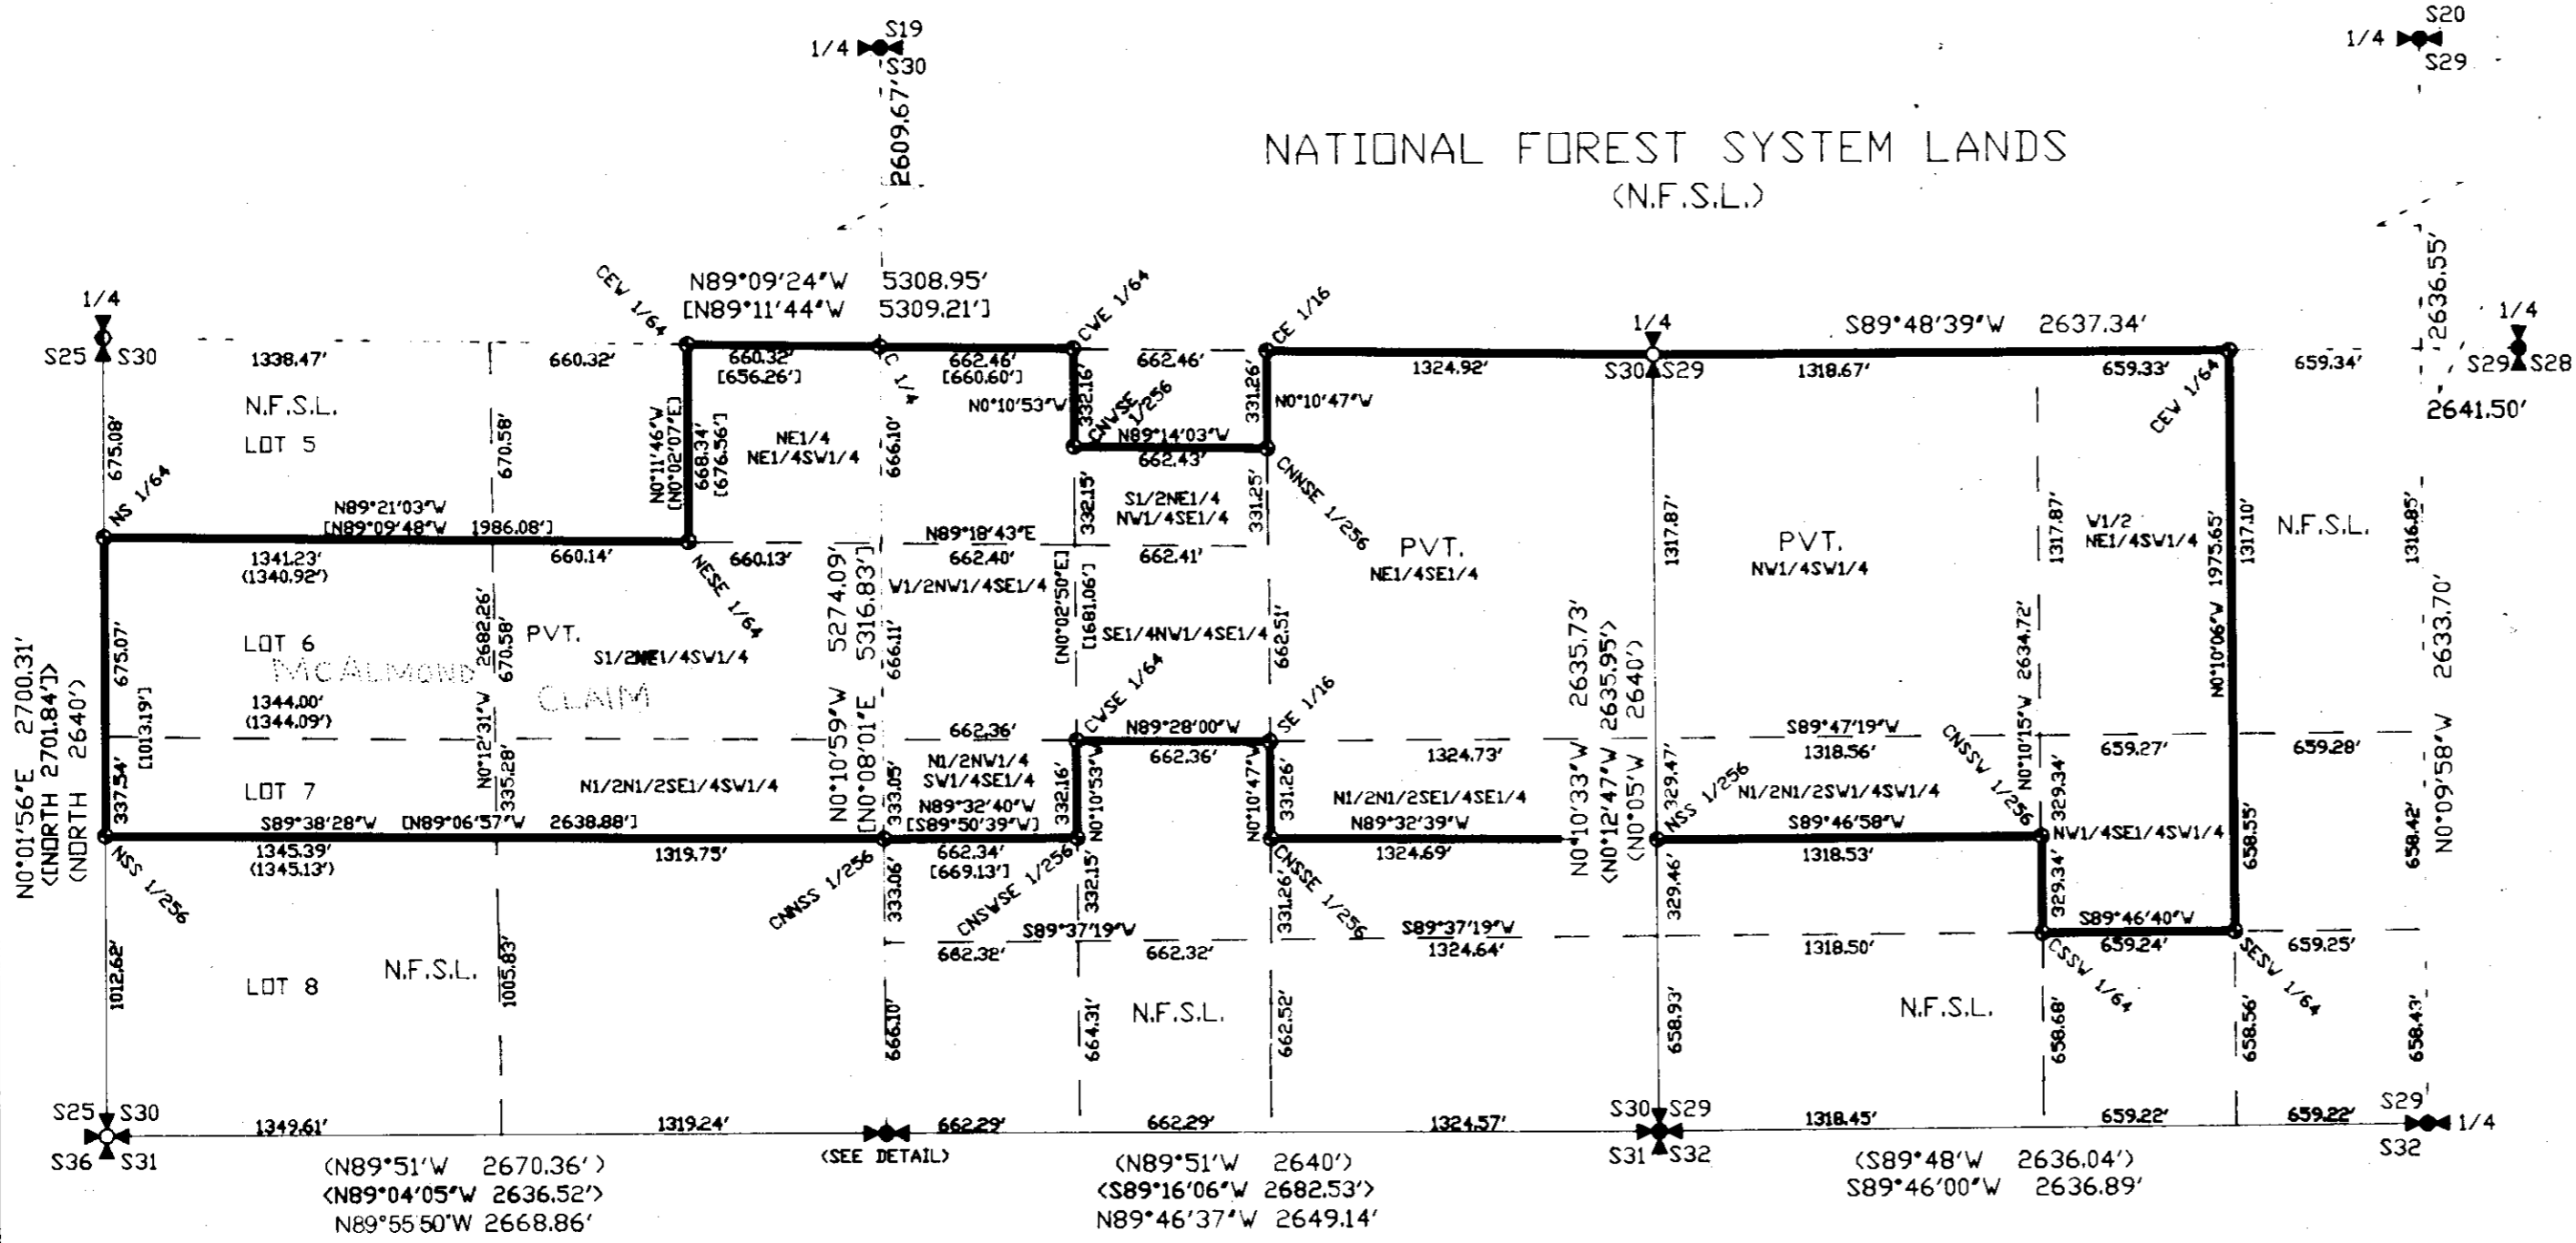 S19
1/4
S30
2609.67'
S20
1/4
S29
NATIONAL FOREST SYSTEM LANDS
(N.F.S.L.)
2636.55'
1/4
S25 S30
CEW 1/64
N89°09'24"W 5308.95'
[N89°11'44"W 5309.21']
CWE 1/64
CE 1/16
1/4
S30 S29
S89°48'39"W 2637.34'
1/4
S29 S28
2641.50'
1338.47'
660.32'
660.32'
[656.26']
C 1/4
662.46'
[660.60']
662.46'
1324.92'
1318.67'
659.33'
659.34'
CEW 1/64
N.F.S.L.
LOT 5
675.08'
670.58'
N0°11'46"W
[N0°02'07"E]
668.34'
[676.56']
NE1/4
NE1/4SW1/4
666.10'
N0°10'53"W
332.16'
CNWSE 1/256
N89°14'03"W
662.43'
331.26'
N0°10'47"W
CNNSE 1/256
NS 1/64
N89°21'03"W
[N89°09'48"W 1986.08']
1341.23'
(1340.92')
660.14'
660.13'
NESE 1/64
332.15'
S1/2NE1/4
NW1/4SE1/4
331.25'
N89°18'43"E
662.40'
662.41'
W1/2NW1/4SE1/4
PVT.
NE1/4SE1/4
1317.87'
PVT.
NW1/4SW1/4
1317.87'
W1/2
NE1/4SW1/4
N0°10'06"W 1975.65'
1317.10'
N.F.S.L.
1316.85'
N0°01'56"E 2700.31'
<[NORTH 2701.84']>
(NORTH 2640')
675.07'
[1013.19']
LOT 6
McALMOND
CLAIM
1344.00'
(1344.09')
N0°12'31"W 2682.26'
670.58'
PVT.
S1/2NE1/4SW1/4
N0°10'59"W 5274.09'
[N0°08'01"E 5316.83']
666.11'
[N0°02'50"E]
[1681.06']
SE1/4NW1/4SE1/4
662.51'
N0°10'33"W 2635.73'
<N0°12'47"W 2635.95'>
(N0°05'W 2640')
N0°10'15"W 2634.72'
N0°09'58"W 2633.70'
337.54'
LOT 7
335.28'
N1/2N1/2SE1/4SW1/4
333.05'
662.36'
N1/2NW1/4
SW1/4SE1/4
N89°32'40"W
[S89°50'39"W]
662.34'
[669.13']
332.16'
N0°10'53"W
CWSE 1/64
N89°28'00"W
662.36'
SE 1/16
N0°10'47"W
331.26'
1324.73'
N1/2N1/2SE1/4SE1/4
N89°32'39"W
1324.69'
329.47'
NSS 1/256
S89°47'19"W
1318.56'
N1/2N1/2SW1/4SW1/4
S89°46'58"W
1318.53'
CNSSW 1/256
329.34'
659.27'
659.28'
NW1/4SE1/4SW1/4
658.55'
658.42'
S89°38'28"W [N89°06'57"W 2638.88']
1345.39'
(1345.13')
1319.75'
NSS 1/256
CNNSS 1/256
333.06'
CNSWSE 1/256
332.15'
S89°37'19"W
662.32'
662.32'
331.26'
CNSSE 1/256
S89°37'19"W
1324.64'
329.46'
1318.50'
329.34'
S89°46'40"W
659.24'
CSSW 1/64
SESW 1/64
659.25'
1012.62'
LOT 8
N.F.S.L.
1005.83'
666.10'
664.31'
N.F.S.L.
662.52'
658.93'
N.F.S.L.
658.68'
658.56'
658.43'
S25 S30
S36 S31
1349.61'
1319.24'
662.29'
662.29'
1324.57'
S30 S29
S31 S32
1318.45'
659.22'
659.22'
S29
1/4
S32
(SEE DETAIL)
(N89°51'W 2670.36')
<N89°04'05"W 2636.52'>
N89°55'50"W 2668.86'
(N89°51'W 2640')
<S89°16'06"W 2682.53'>
N89°46'37"W 2649.14'
(S89°48'W 2636.04')
S89°46'00"W 2636.89'